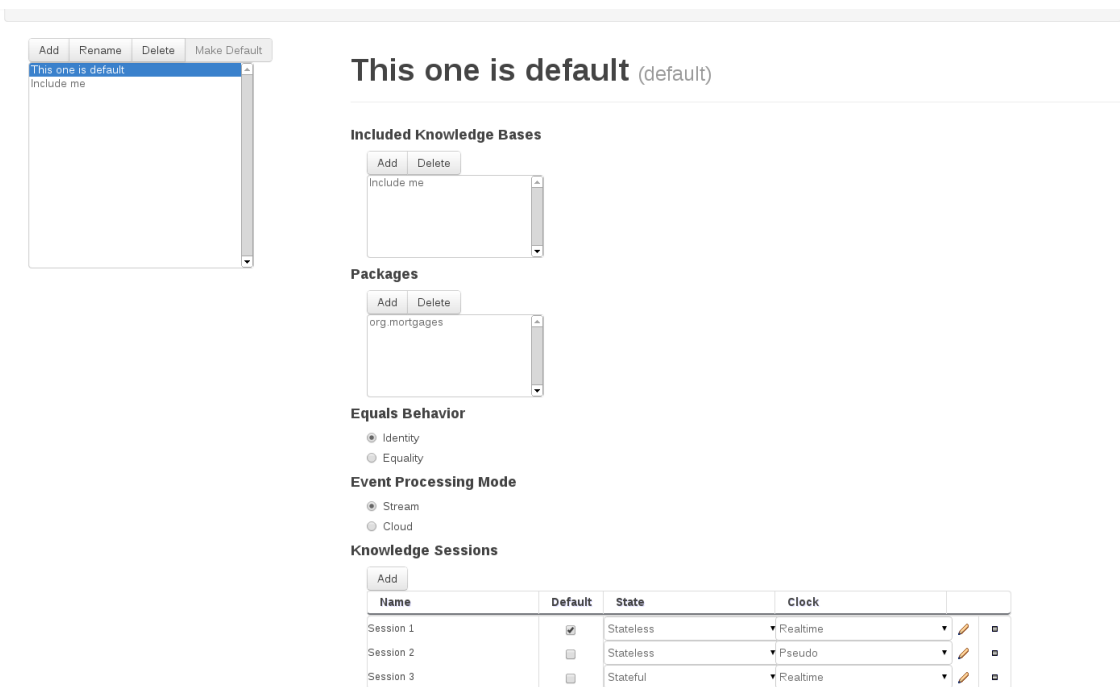 Add Rename Delete Make Default
This one is default
Include me
This one is default (default)
Included Knowledge Bases
Add Delete
Include me
Packages
Add Delete
org.mortgages
Equals Behavior
Identity
Equality
Event Processing Mode
Stream
Cloud
Knowledge Sessions
Add
Name Default State Clock
Session 1 Stateless Realtime
Session 2 Stateless Pseudo
Session 3 Stateful Realtime